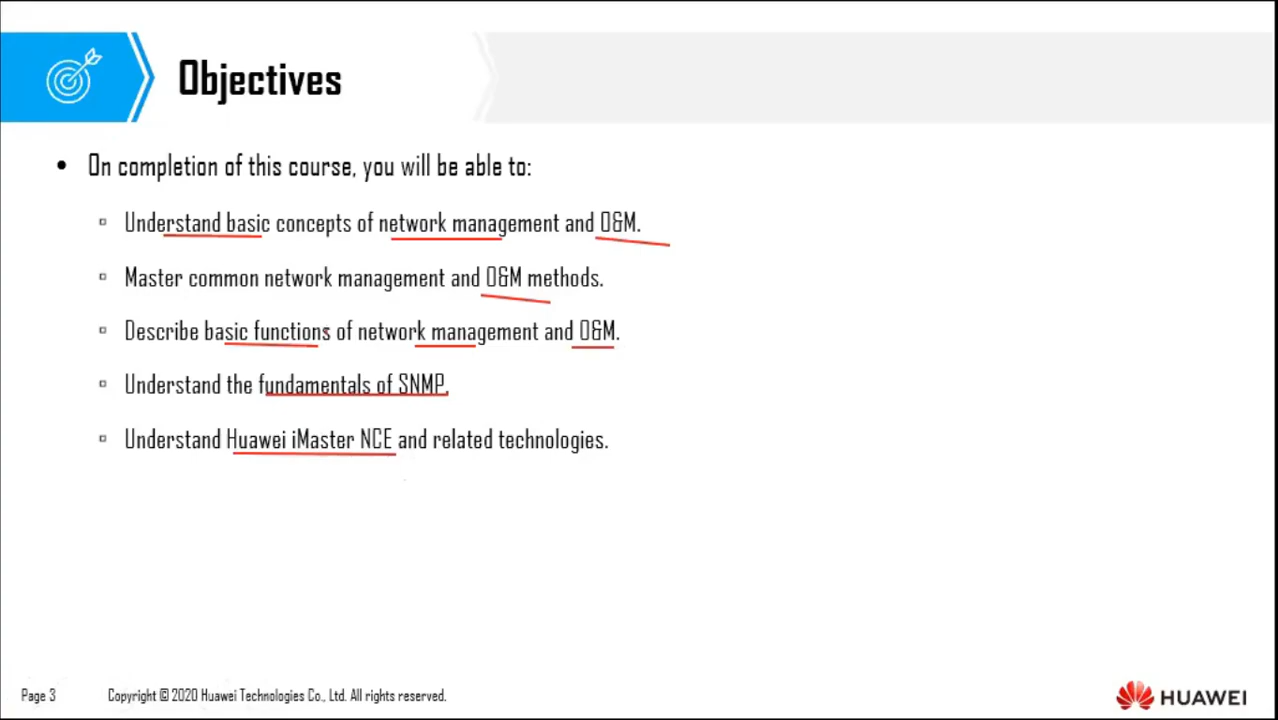 Objectives
• On completion of this course, you will be able to:
▫ Understand basic concepts of network management and O&M.
▫ Master common network management and O&M methods.
▫ Describe basic functions of network management and O&M.
▫ Understand the fundamentals of SNMP.
▫ Understand Huawei iMaster NCE and related technologies.
Page 3 Copyright © 2020 Huawei Technologies Co., Ltd. All rights reserved.
HUAWEI